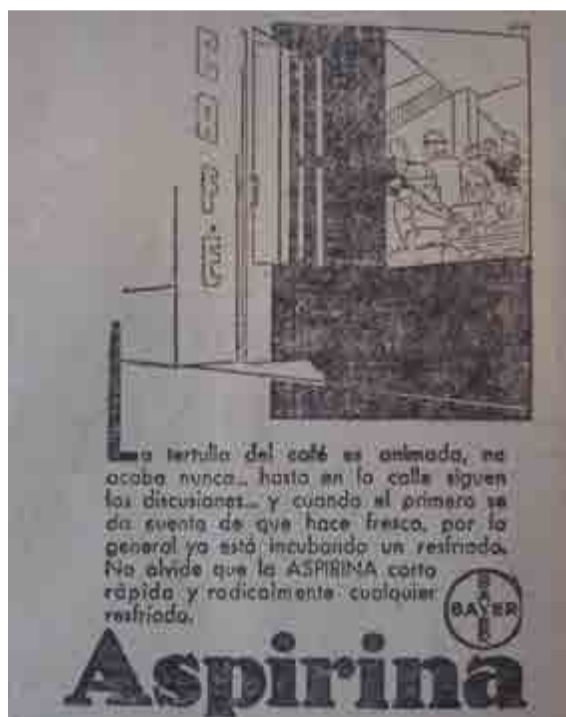 CAFÉ
La tertulia del café es animada, no
acaba nunca... hasta en la calle siguen
las discusiones... y cuando el primero se
da cuenta de que hace fresco, por lo
general ya está incubando un resfriado.
No olvide que la ASPIRINA corta
rápida y radicalmente cualquier
resfriado.
BAYER
BAYER
Aspirina